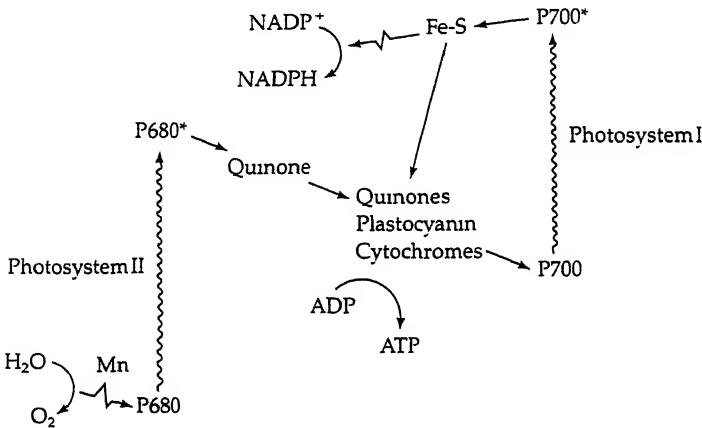 NADP+
Fe-S
P700*
NADPH
P680*
Photosystem I
Quinone
Quinones
Plastocyanin
Cytochromes
Photosystem II
P700
ADP
ATP
H2O
Mn
P680
O2